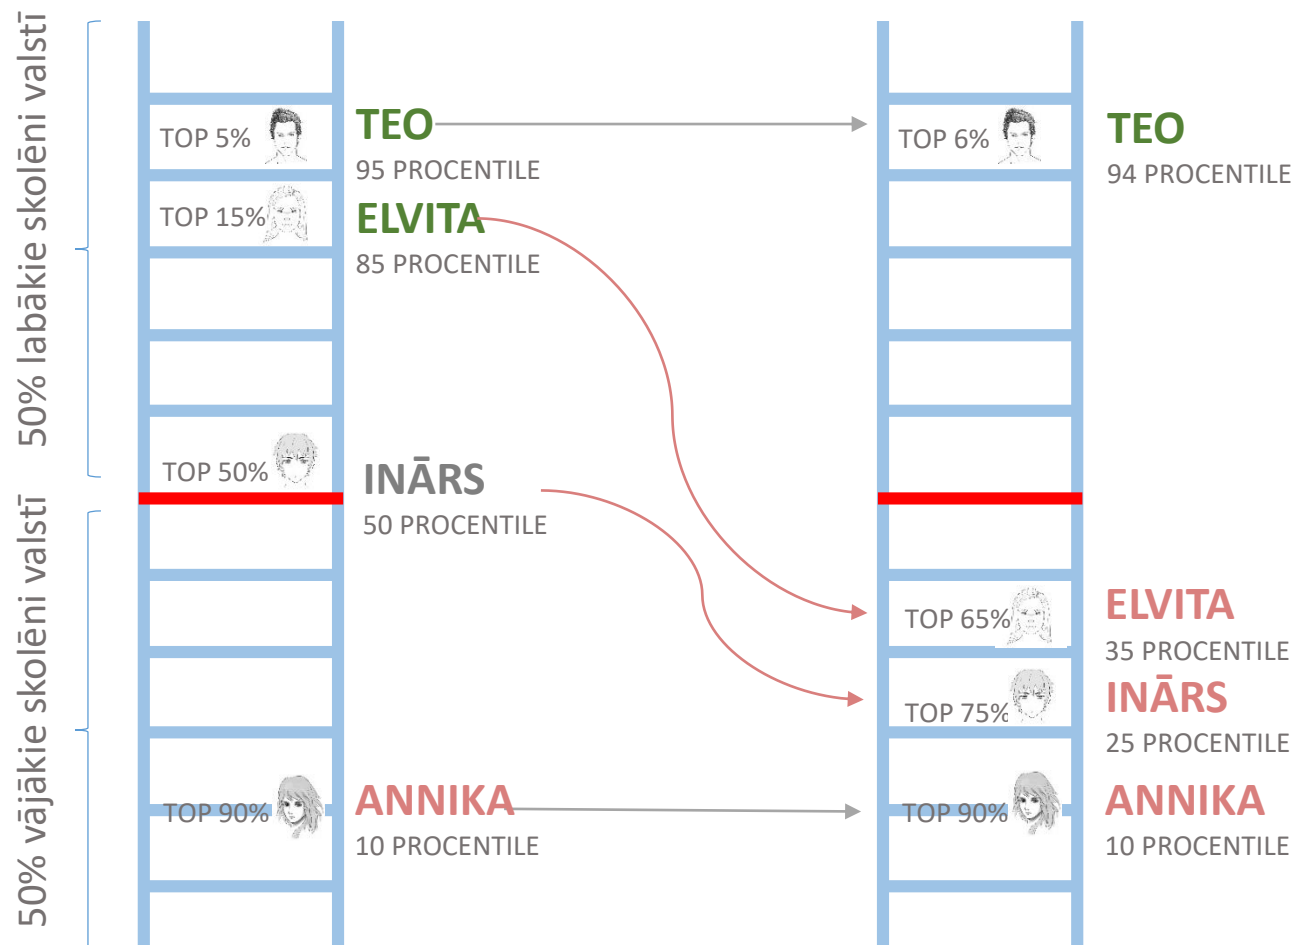 50% labākie skolēni valstī
50% vājākie skolēni valstī
TOP 5%
TEO
95 PROCENTILE
TOP 15%
ELVITA
85 PROCENTILE
TOP 50%
INĀRS
50 PROCENTILE
TOP 90%
ANNIKA
10 PROCENTILE
TOP 6%
TEO
94 PROCENTILE
TOP 65%
ELVITA
35 PROCENTILE
TOP 75%
INĀRS
25 PROCENTILE
TOP 90%
ANNIKA
10 PROCENTILE